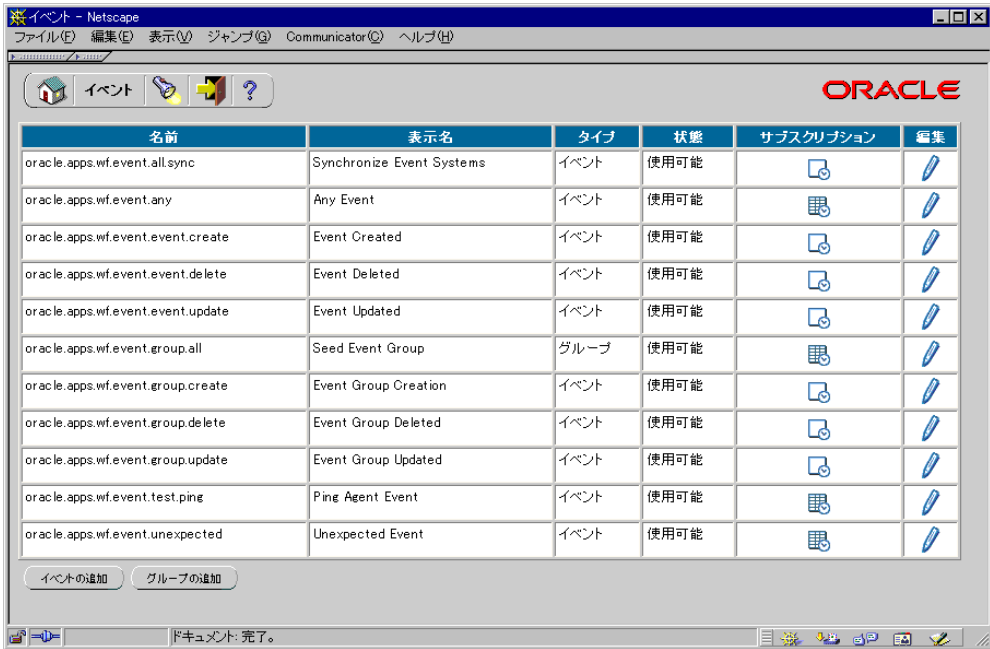 イベント - Netscape
ファイル(F) 編集(E) 表示(V) ジャンプ(G) Communicator(C) ヘルプ(H)
イベント ? ORACLE
名前 表示名 タイプ 状態 サブスクリプション 編集
oracle.apps.wf.event.all.sync Synchronize Event Systems イベント 使用可能
oracle.apps.wf.event.any Any Event イベント 使用可能
oracle.apps.wf.event.event.create Event Created イベント 使用可能
oracle.apps.wf.event.event.delete Event Deleted イベント 使用可能
oracle.apps.wf.event.event.update Event Updated イベント 使用可能
oracle.apps.wf.event.group.all Seed Event Group グループ 使用可能
oracle.apps.wf.event.group.create Event Group Creation イベント 使用可能
oracle.apps.wf.event.group.delete Event Group Deleted イベント 使用可能
oracle.apps.wf.event.group.update Event Group Updated イベント 使用可能
oracle.apps.wf.event.test.ping Ping Agent Event イベント 使用可能
oracle.apps.wf.event.unexpected Unexpected Event イベント 使用可能
イベントの追加 グループの追加
ドキュメント: 完了。